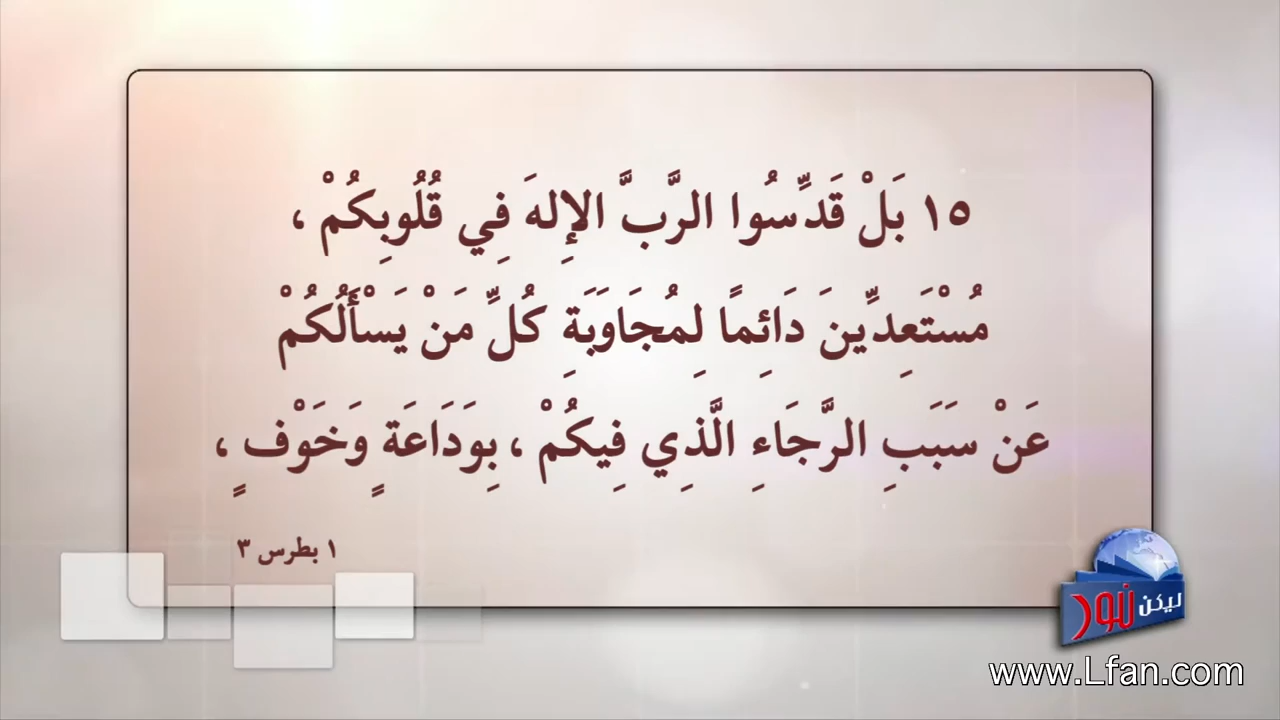 ١٥ بَلْ قَدِّسُوا الرَّبَّ الإِلهَ فِي قُلُوبِكُمْ ،
مُسْتَعِدِّينَ دَائِمًا لِمُجَاوَبَةِ كُلِّ مَنْ يَسْأَلُكُمْ
عَنْ سَبَبِ الرَّجَاءِ الَّذِي فِيكُمْ ، بِوَدَاعَةٍ وَخَوْفٍ ،
١ بطرس ٣
ليكن نور
www.Lfan.com